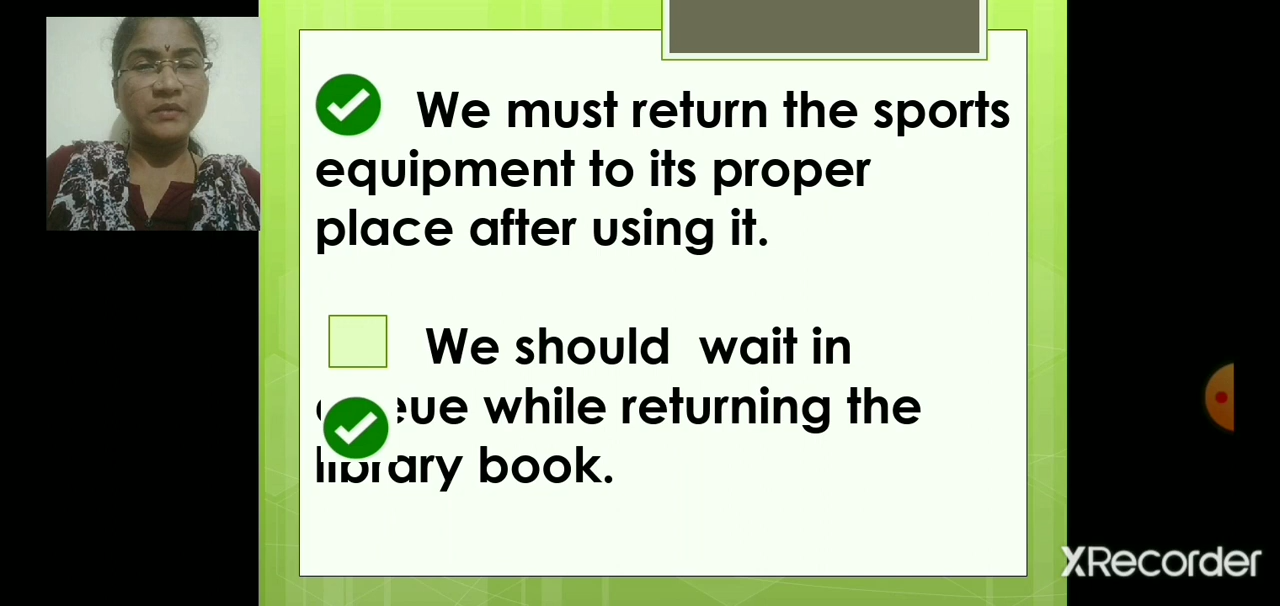 We must return the sports
equipment to its proper
place after using it.
We should wait in
while returning the
library book.
XRecorder